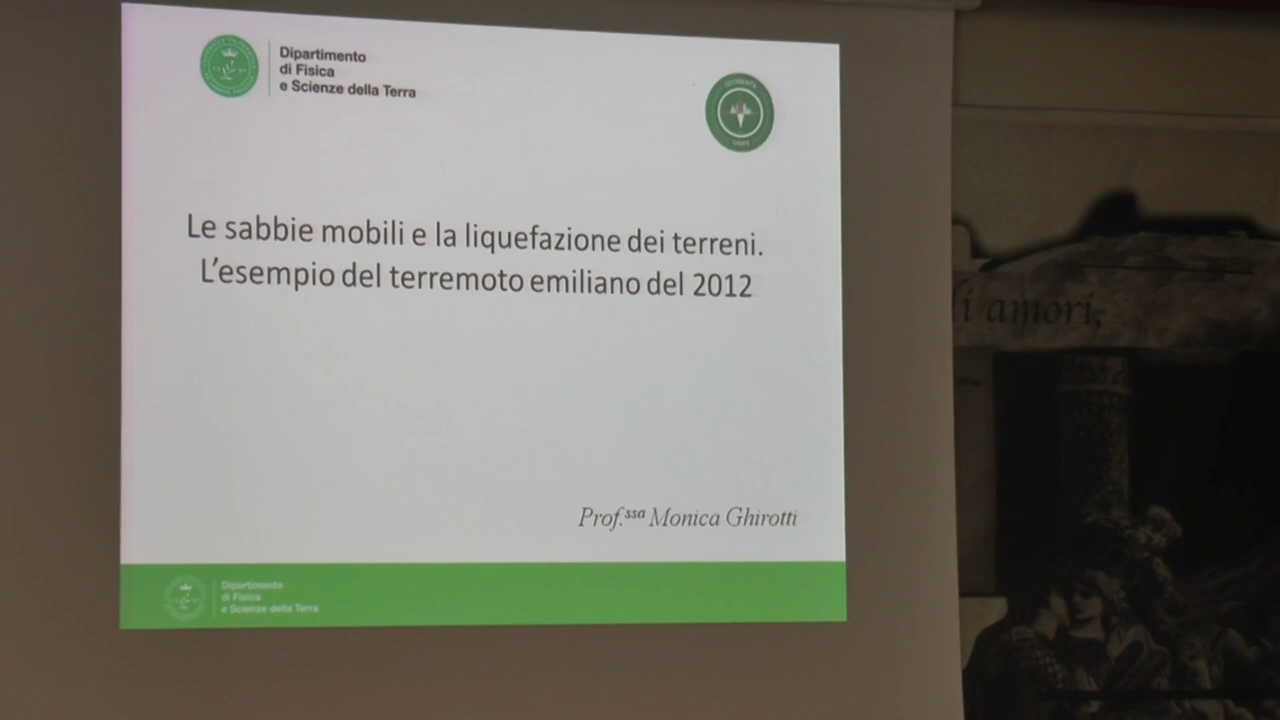 Dipartimento
di Fisica
e Scienze della Terra
Le sabbie mobili e la liquefazione dei terreni.
L'esempio del terremoto emiliano del 2012
Prof.ssa Monica Ghirotti
Dipartimento
di Fisica
e Scienze della Terra
li amori,